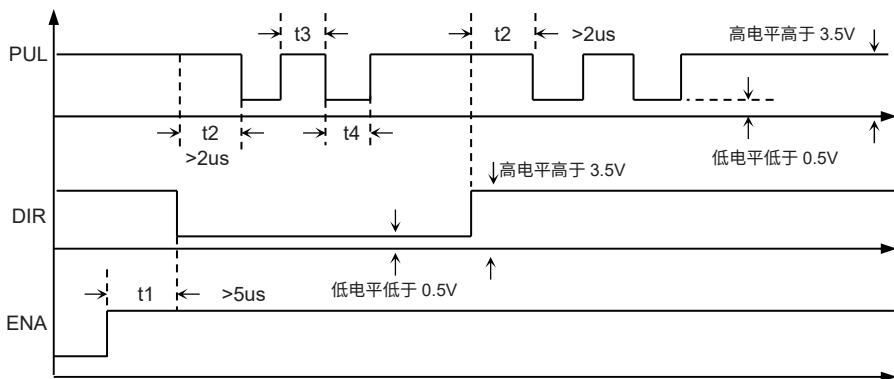 t3
t2
>2us
高电平高于 3.5V
PUL
t2
t4
>2us
低电平低于 0.5V
高电平高于 3.5V
DIR
t1
>5us
低电平低于 0.5V
ENA